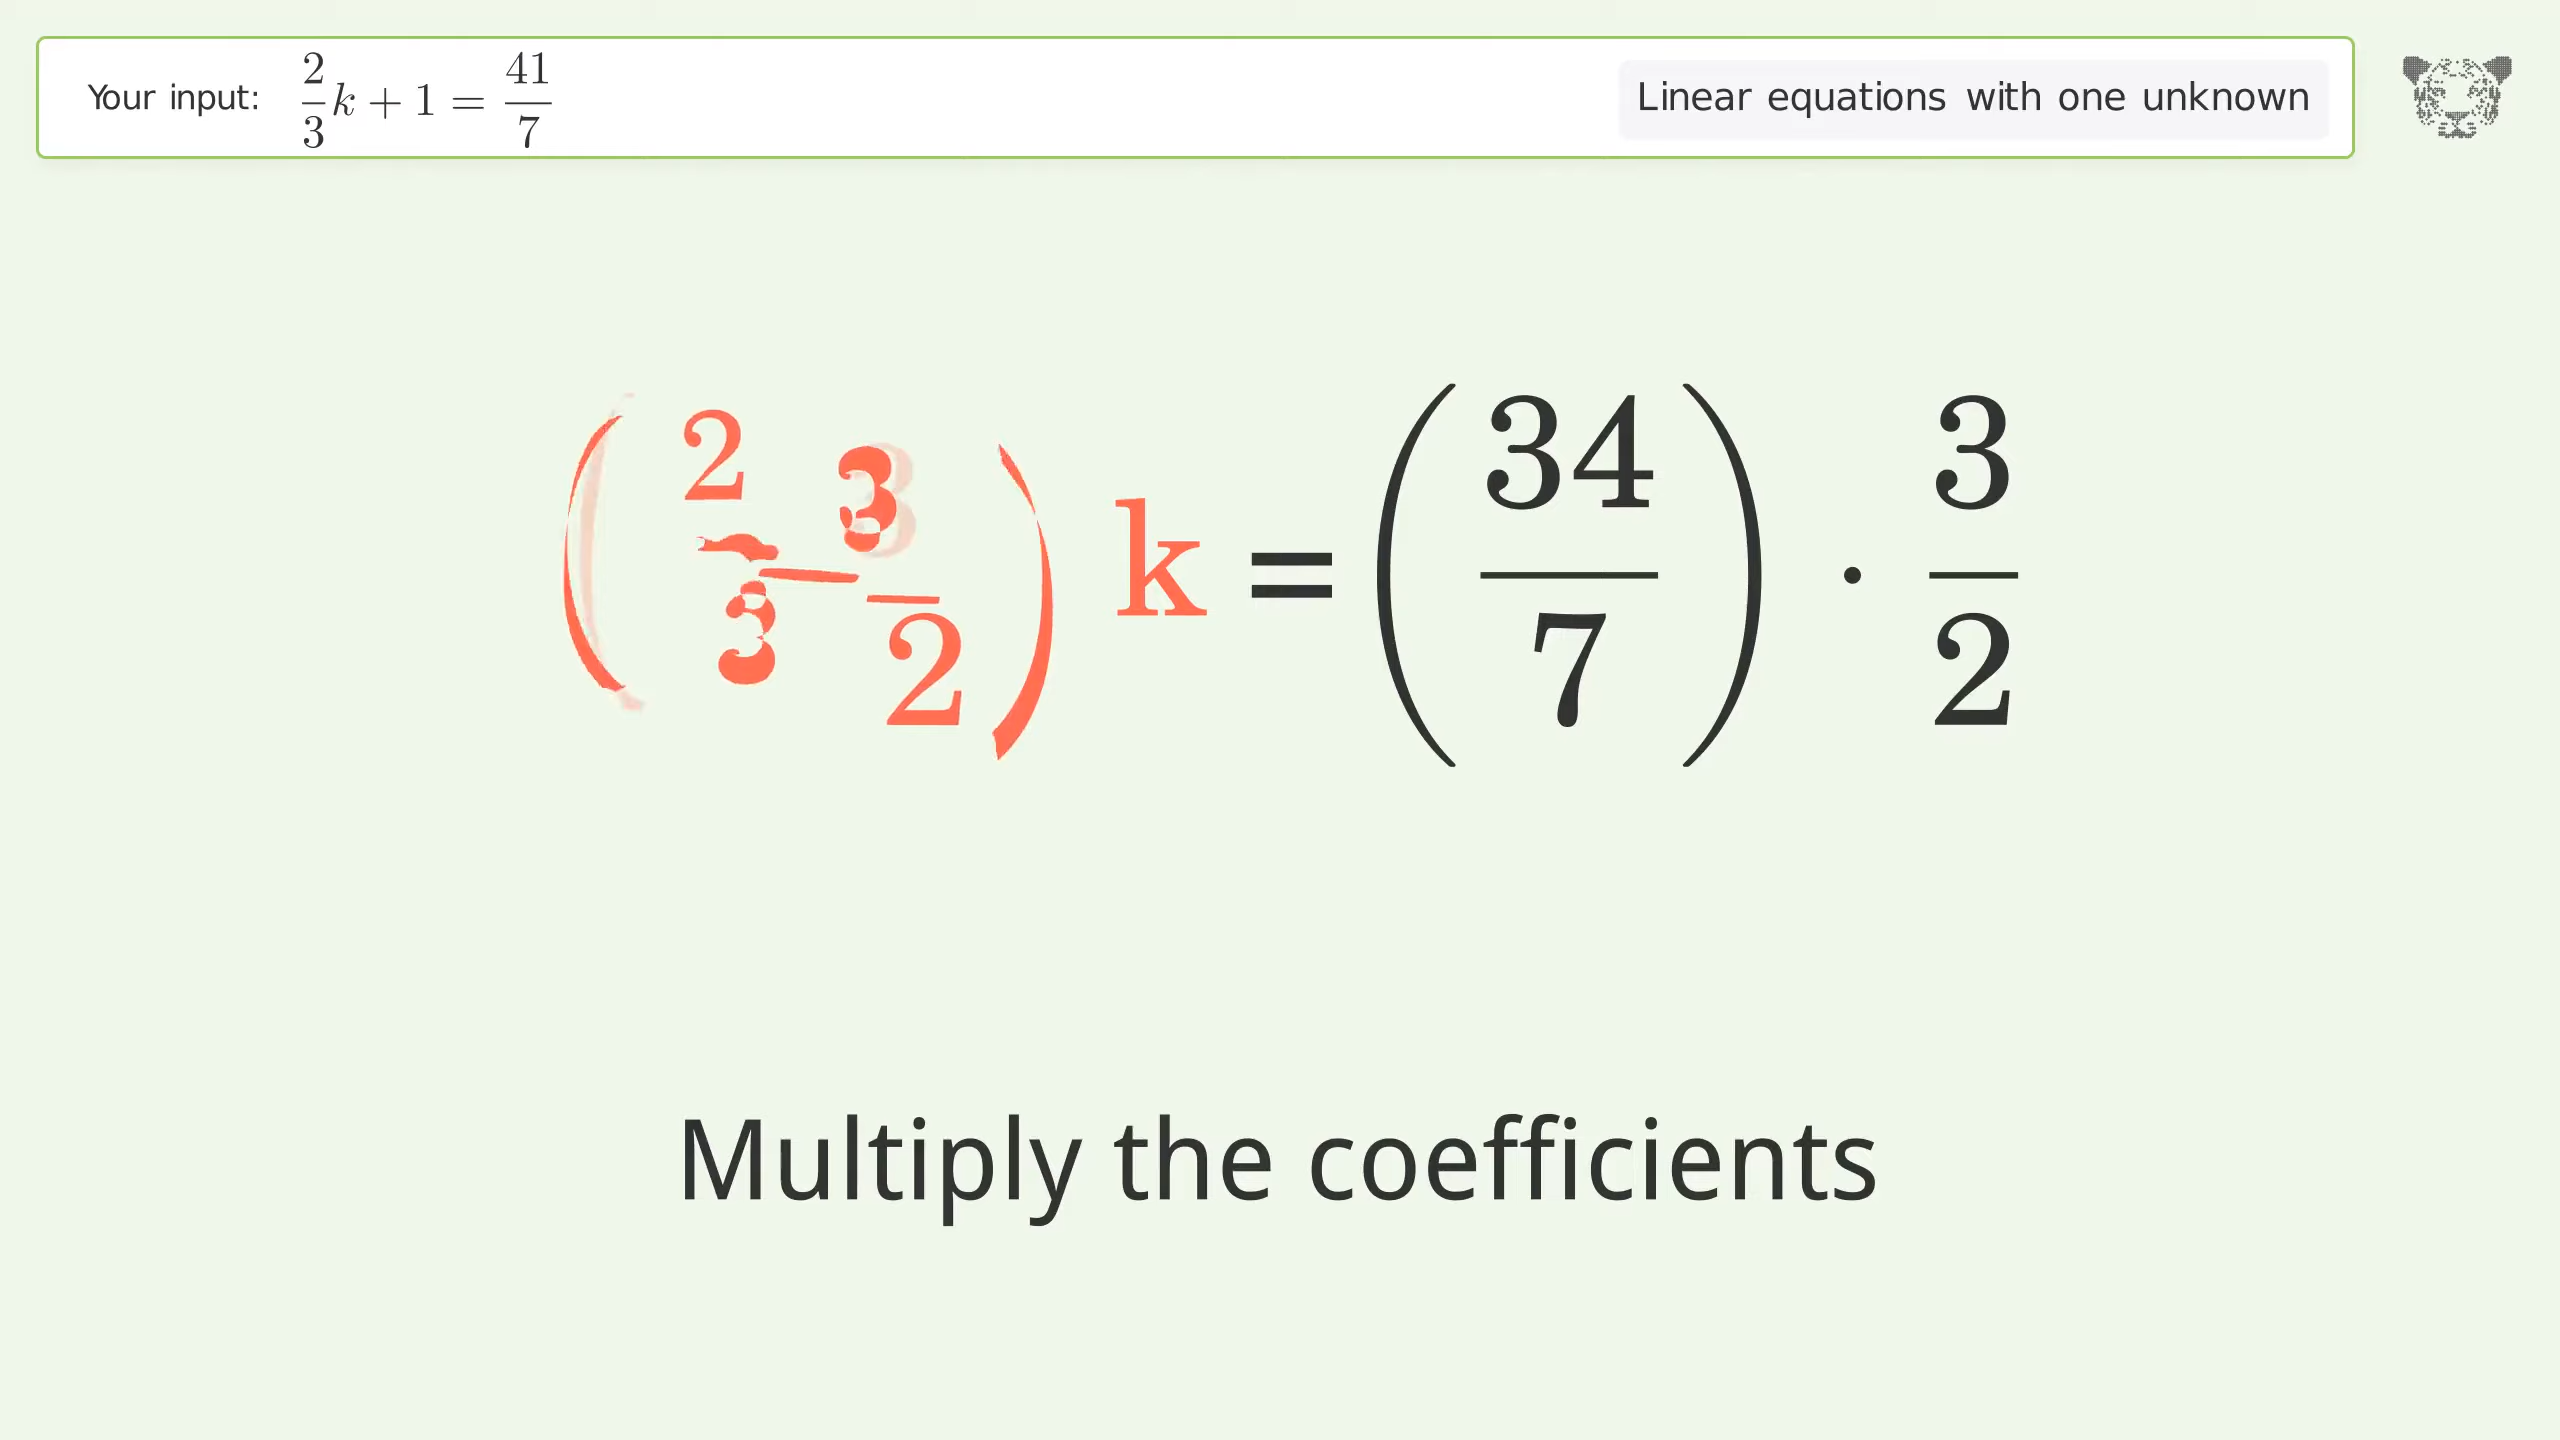 Your input: 2/3 k + 1 = 41/7
Linear equations with one unknown
(2/3 3/2) k = (34/7) · 3/2
Multiply the coefficients